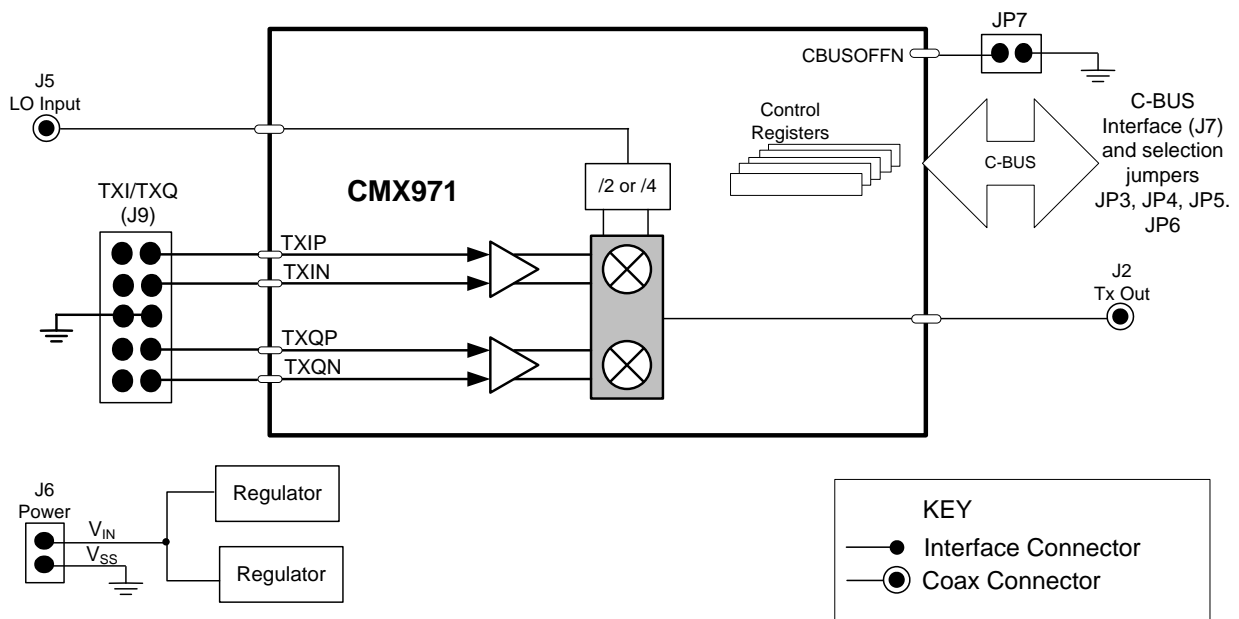 JP7
CBUSOFFN
J5
LO Input
Control
Registers
C-BUS
C-BUS
Interface (J7)
and selection
jumpers
JP3, JP4, JP5.
JP6
/2 or /4
CMX971
TXI/TXQ
(J9)
TXIP
TXIN
TXQP
TXQN
J2
Tx Out
J6
Power
VIN
VSS
Regulator
Regulator
KEY
Interface Connector
Coax Connector